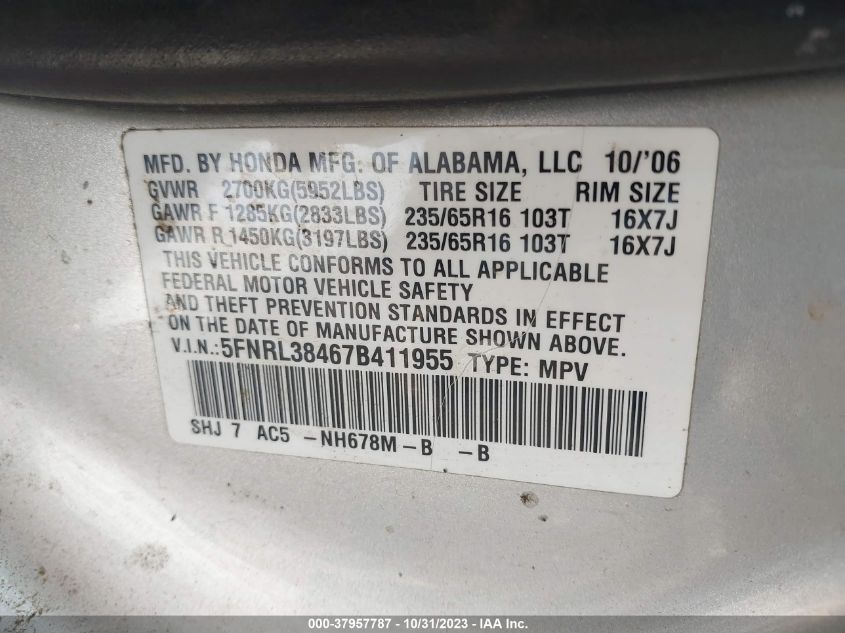 MFD. BY HONDA MFG. OF ALABAMA, LLC 10/'06
GVWR 2700KG(5952LBS) TIRE SIZE RIM SIZE
GAWR F 1285KG(2833LBS) 235/65R16 103T 16X7J
GAWR R 1450KG(3197LBS) 235/65R16 103T 16X7J
THIS VEHICLE CONFORMS TO ALL APPLICABLE
FEDERAL MOTOR VEHICLE SAFETY
AND THEFT PREVENTION STANDARDS IN EFFECT
ON THE DATE OF MANUFACTURE SHOWN ABOVE.
V.I.N.:5FNRL38467B411955 TYPE: MPV
SHJ 7 AC5 -NH678M-B -B
000-37957787 - 10/31/2023 - IAA Inc.